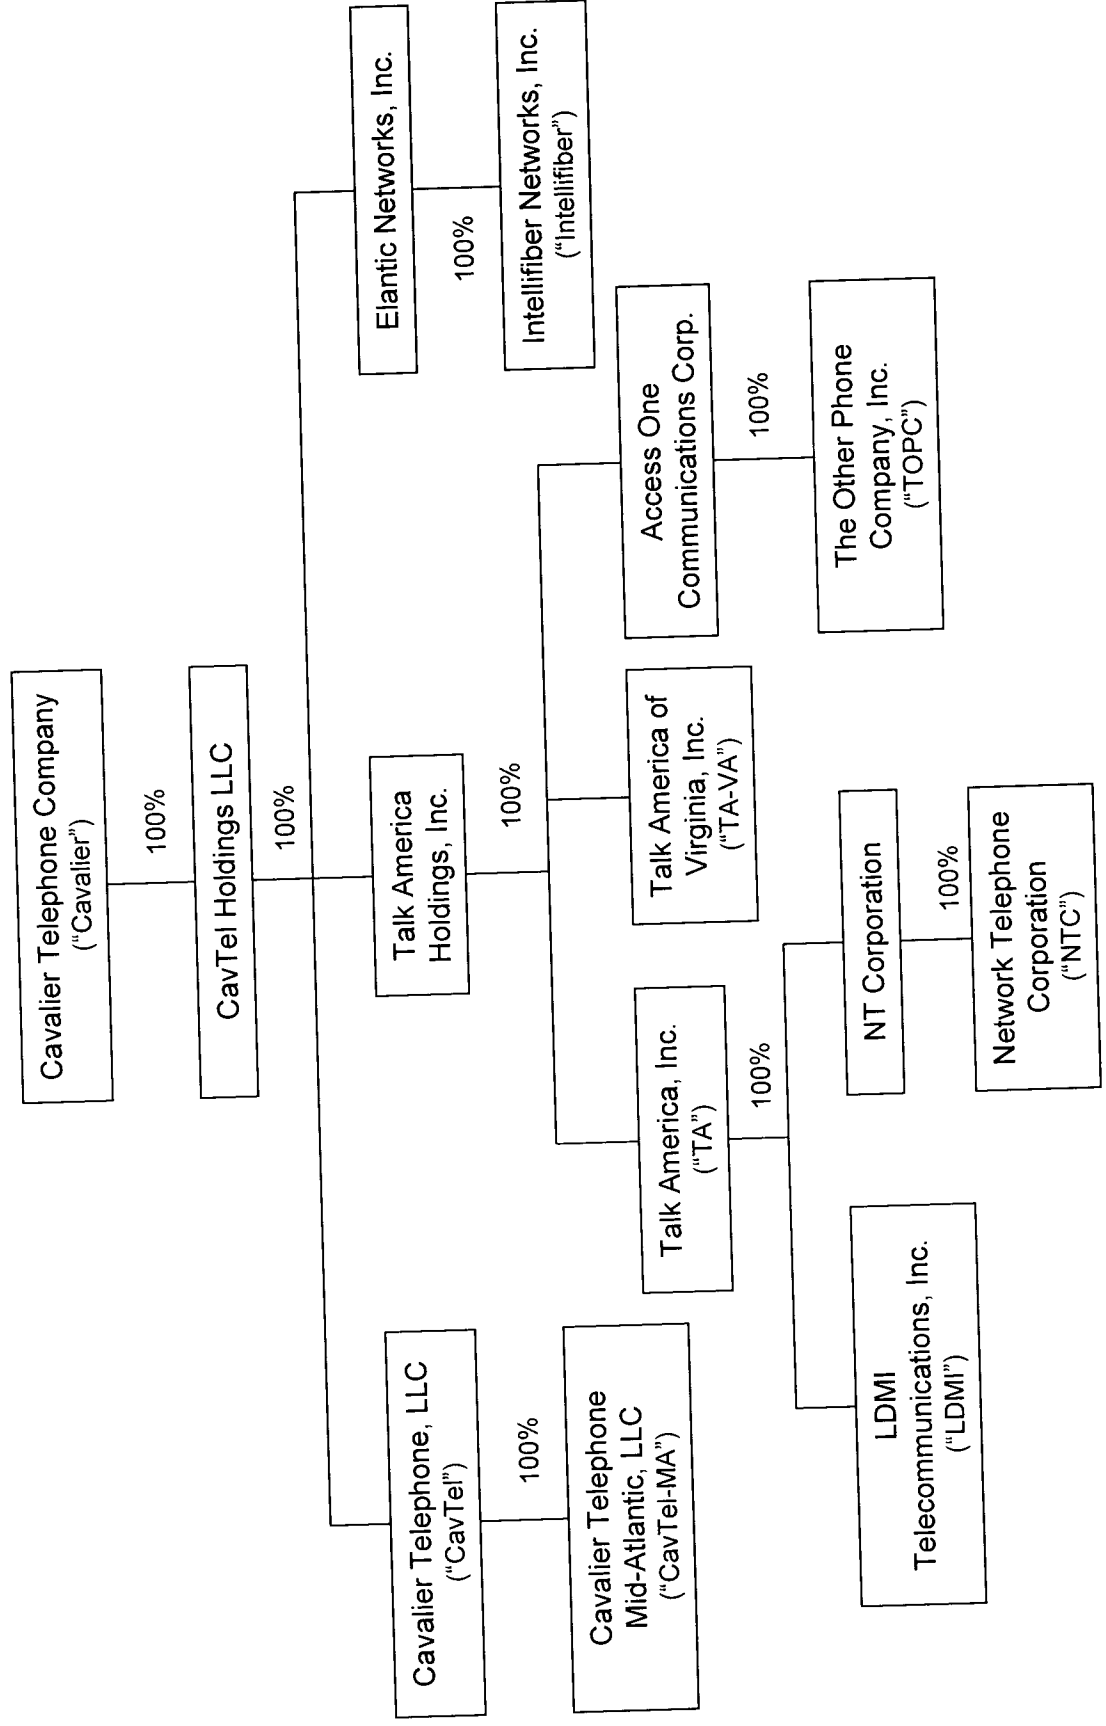 Cavalier Telephone Company
("Cavalier")
100%
CavTel Holdings LLC
100%
Cavalier Telephone, LLC
("CavTel")
100%
Cavalier Telephone
Mid-Atlantic, LLC
("CavTel-MA")
Talk America
Holdings, Inc.
100%
Elantic Networks, Inc.
100%
Intellifiber Networks, Inc.
("Intellifiber")
Talk America, Inc.
("TA")
100%
Talk America of
Virginia, Inc.
("TA-VA")
Access One
Communications Corp.
100%
The Other Phone
Company, Inc.
("TOPC")
LDMI
Telecommunications, Inc.
("LDMI")
NT Corporation
100%
Network Telephone
Corporation
("NTC")